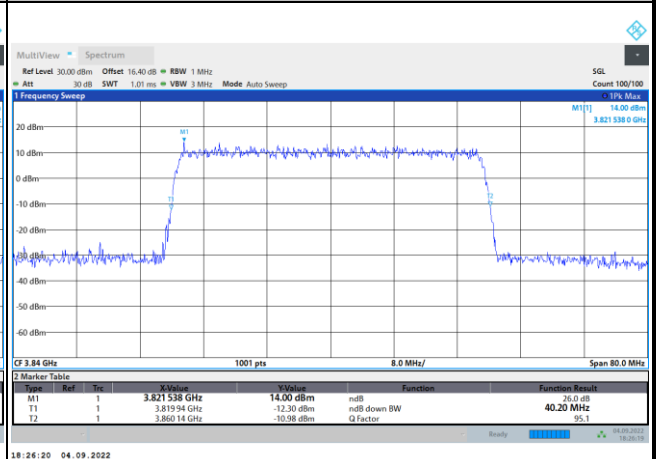 MultiView Spectrum
Ref Level 30.00 dBm Offset 16.40 dB RBW 1 MHz SGL
Att 30 dB SWT 1.01 ms VBW 3 MHz Mode Auto Sweep Count 100/100
1 Frequency Sweep 1Pk Max
M1[1] 14.00 dBm
3.821 538 0 GHz
M1
20 dBm
10 dBm
0 dBm
T1 T2
-10 dBm
-20 dBm
-30 dBm
-40 dBm
-50 dBm
-60 dBm
CF 3.84 GHz 1001 pts 8.0 MHz/ Span 80.0 MHz
2 Marker Table
Type Ref Trc X-Value Y-Value Function Function Result
M1 1 3.821 538 GHz 14.00 dBm ndB 26.0 dB
T1 1 3.819 94 GHz -12.30 dBm ndB down BW 40.20 MHz
T2 1 3.860 14 GHz -10.98 dBm Q Factor 95.1
Ready 04.09.2022
18:26:19
18:26:20 04.09.2022